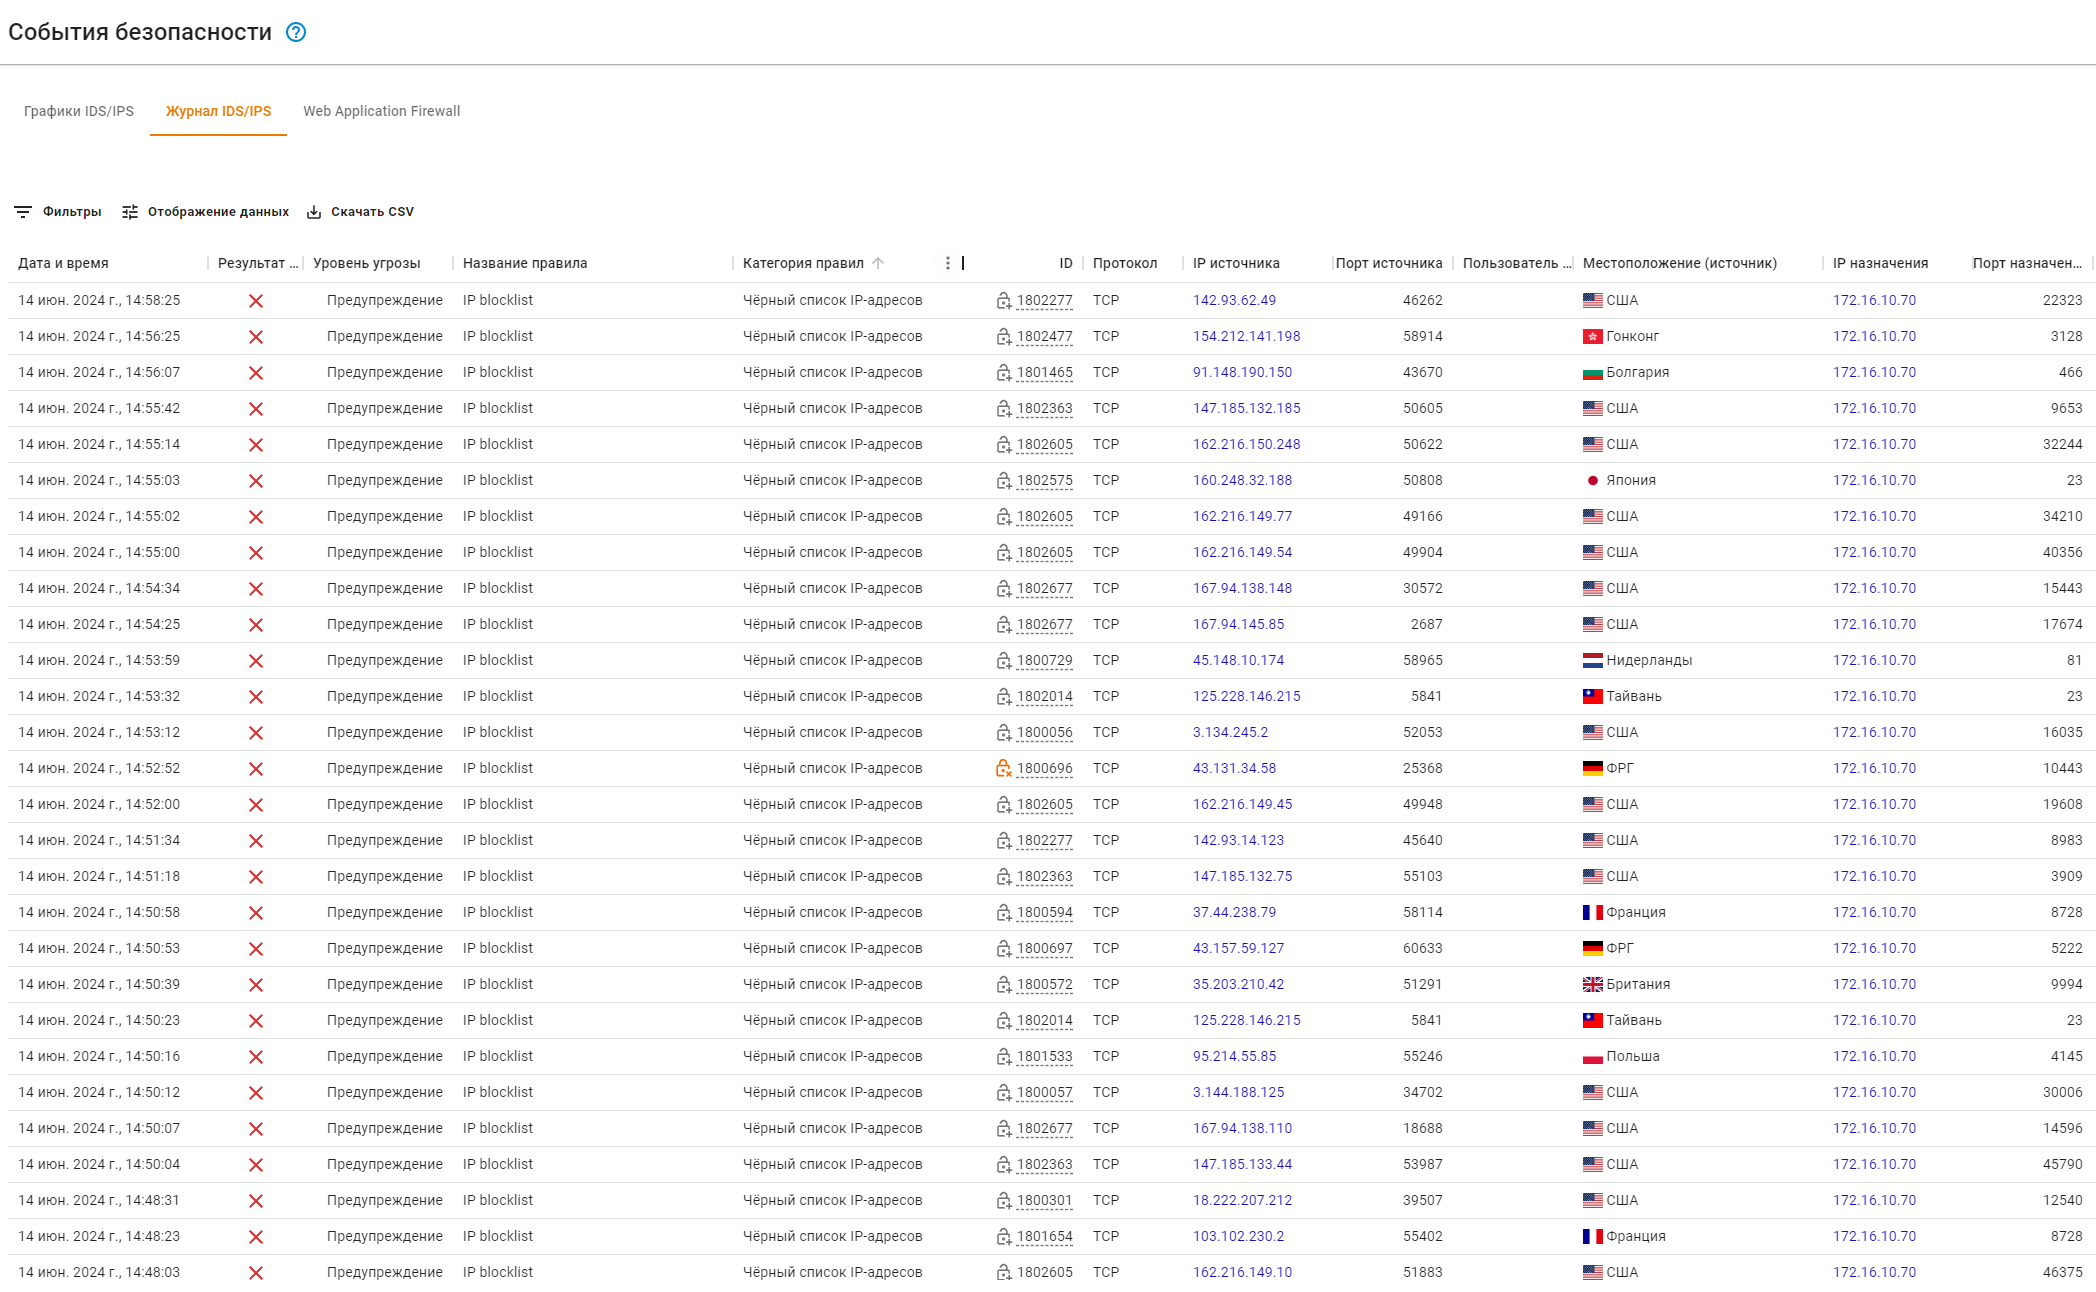 События безопасности
Графики IDS/IPS Журнал IDS/IPS Web Application Firewall
Фильтры Отображение данных Скачать CSV
Дата и время Результат ... Уровень угрозы Название правила Категория правил ID Протокол IP источника Порт источника Пользователь ... Местоположение (источник) IP назначения Порт назначен...
14 июн. 2024 г., 14:58:25 Предупреждение IP blocklist Чёрный список IP-адресов 1802277 TCP 142.93.62.49 46262 США 172.16.10.70 22323
14 июн. 2024 г., 14:56:25 Предупреждение IP blocklist Чёрный список IP-адресов 1802477 TCP 154.212.141.198 58914 Гонконг 172.16.10.70 3128
14 июн. 2024 г., 14:56:07 Предупреждение IP blocklist Чёрный список IP-адресов 1801465 TCP 91.148.190.150 43670 Болгария 172.16.10.70 466
14 июн. 2024 г., 14:55:42 Предупреждение IP blocklist Чёрный список IP-адресов 1802363 TCP 147.185.132.185 50605 США 172.16.10.70 9653
14 июн. 2024 г., 14:55:14 Предупреждение IP blocklist Чёрный список IP-адресов 1802605 TCP 162.216.150.248 50622 США 172.16.10.70 32244
14 июн. 2024 г., 14:55:03 Предупреждение IP blocklist Чёрный список IP-адресов 1802575 TCP 160.248.32.188 50808 Япония 172.16.10.70 23
14 июн. 2024 г., 14:55:02 Предупреждение IP blocklist Чёрный список IP-адресов 1802605 TCP 162.216.149.77 49166 США 172.16.10.70 34210
14 июн. 2024 г., 14:55:00 Предупреждение IP blocklist Чёрный список IP-адресов 1802605 TCP 162.216.149.54 49904 США 172.16.10.70 40356
14 июн. 2024 г., 14:54:34 Предупреждение IP blocklist Чёрный список IP-адресов 1802677 TCP 167.94.138.148 30572 США 172.16.10.70 15443
14 июн. 2024 г., 14:54:25 Предупреждение IP blocklist Чёрный список IP-адресов 1802677 TCP 167.94.145.85 2687 США 172.16.10.70 17674
14 июн. 2024 г., 14:53:59 Предупреждение IP blocklist Чёрный список IP-адресов 1800729 TCP 45.148.10.174 58965 Нидерланды 172.16.10.70 81
14 июн. 2024 г., 14:53:32 Предупреждение IP blocklist Чёрный список IP-адресов 1802014 TCP 125.228.146.215 5841 Тайвань 172.16.10.70 23
14 июн. 2024 г., 14:53:12 Предупреждение IP blocklist Чёрный список IP-адресов 1800056 TCP 3.134.245.2 52053 США 172.16.10.70 16035
14 июн. 2024 г., 14:52:52 Предупреждение IP blocklist Чёрный список IP-адресов 1800696 TCP 43.131.34.58 25368 ФРГ 172.16.10.70 10443
14 июн. 2024 г., 14:52:00 Предупреждение IP blocklist Чёрный список IP-адресов 1802605 TCP 162.216.149.45 49948 США 172.16.10.70 19608
14 июн. 2024 г., 14:51:34 Предупреждение IP blocklist Чёрный список IP-адресов 1802277 TCP 142.93.14.123 45640 США 172.16.10.70 8983
14 июн. 2024 г., 14:51:18 Предупреждение IP blocklist Чёрный список IP-адресов 1802363 TCP 147.185.132.75 55103 США 172.16.10.70 3909
14 июн. 2024 г., 14:50:58 Предупреждение IP blocklist Чёрный список IP-адресов 1800594 TCP 37.44.238.79 58114 Франция 172.16.10.70 8728
14 июн. 2024 г., 14:50:53 Предупреждение IP blocklist Чёрный список IP-адресов 1800697 TCP 43.157.59.127 60633 ФРГ 172.16.10.70 5222
14 июн. 2024 г., 14:50:39 Предупреждение IP blocklist Чёрный список IP-адресов 1800572 TCP 35.203.210.42 51291 Британия 172.16.10.70 9994
14 июн. 2024 г., 14:50:23 Предупреждение IP blocklist Чёрный список IP-адресов 1802014 TCP 125.228.146.215 5841 Тайвань 172.16.10.70 23
14 июн. 2024 г., 14:50:16 Предупреждение IP blocklist Чёрный список IP-адресов 1801533 TCP 95.214.55.85 55246 Польша 172.16.10.70 4145
14 июн. 2024 г., 14:50:12 Предупреждение IP blocklist Чёрный список IP-адресов 1800057 TCP 3.144.188.125 34702 США 172.16.10.70 30006
14 июн. 2024 г., 14:50:07 Предупреждение IP blocklist Чёрный список IP-адресов 1802677 TCP 167.94.138.110 18688 США 172.16.10.70 14596
14 июн. 2024 г., 14:50:04 Предупреждение IP blocklist Чёрный список IP-адресов 1802363 TCP 147.185.133.44 53987 США 172.16.10.70 45790
14 июн. 2024 г., 14:48:31 Предупреждение IP blocklist Чёрный список IP-адресов 1800301 TCP 18.222.207.212 39507 США 172.16.10.70 12540
14 июн. 2024 г., 14:48:23 Предупреждение IP blocklist Чёрный список IP-адресов 1801654 TCP 103.102.230.2 55402 Франция 172.16.10.70 8728
14 июн. 2024 г., 14:48:03 Предупреждение IP blocklist Чёрный список IP-адресов 1802605 TCP 162.216.149.10 51883 США 172.16.10.70 46375